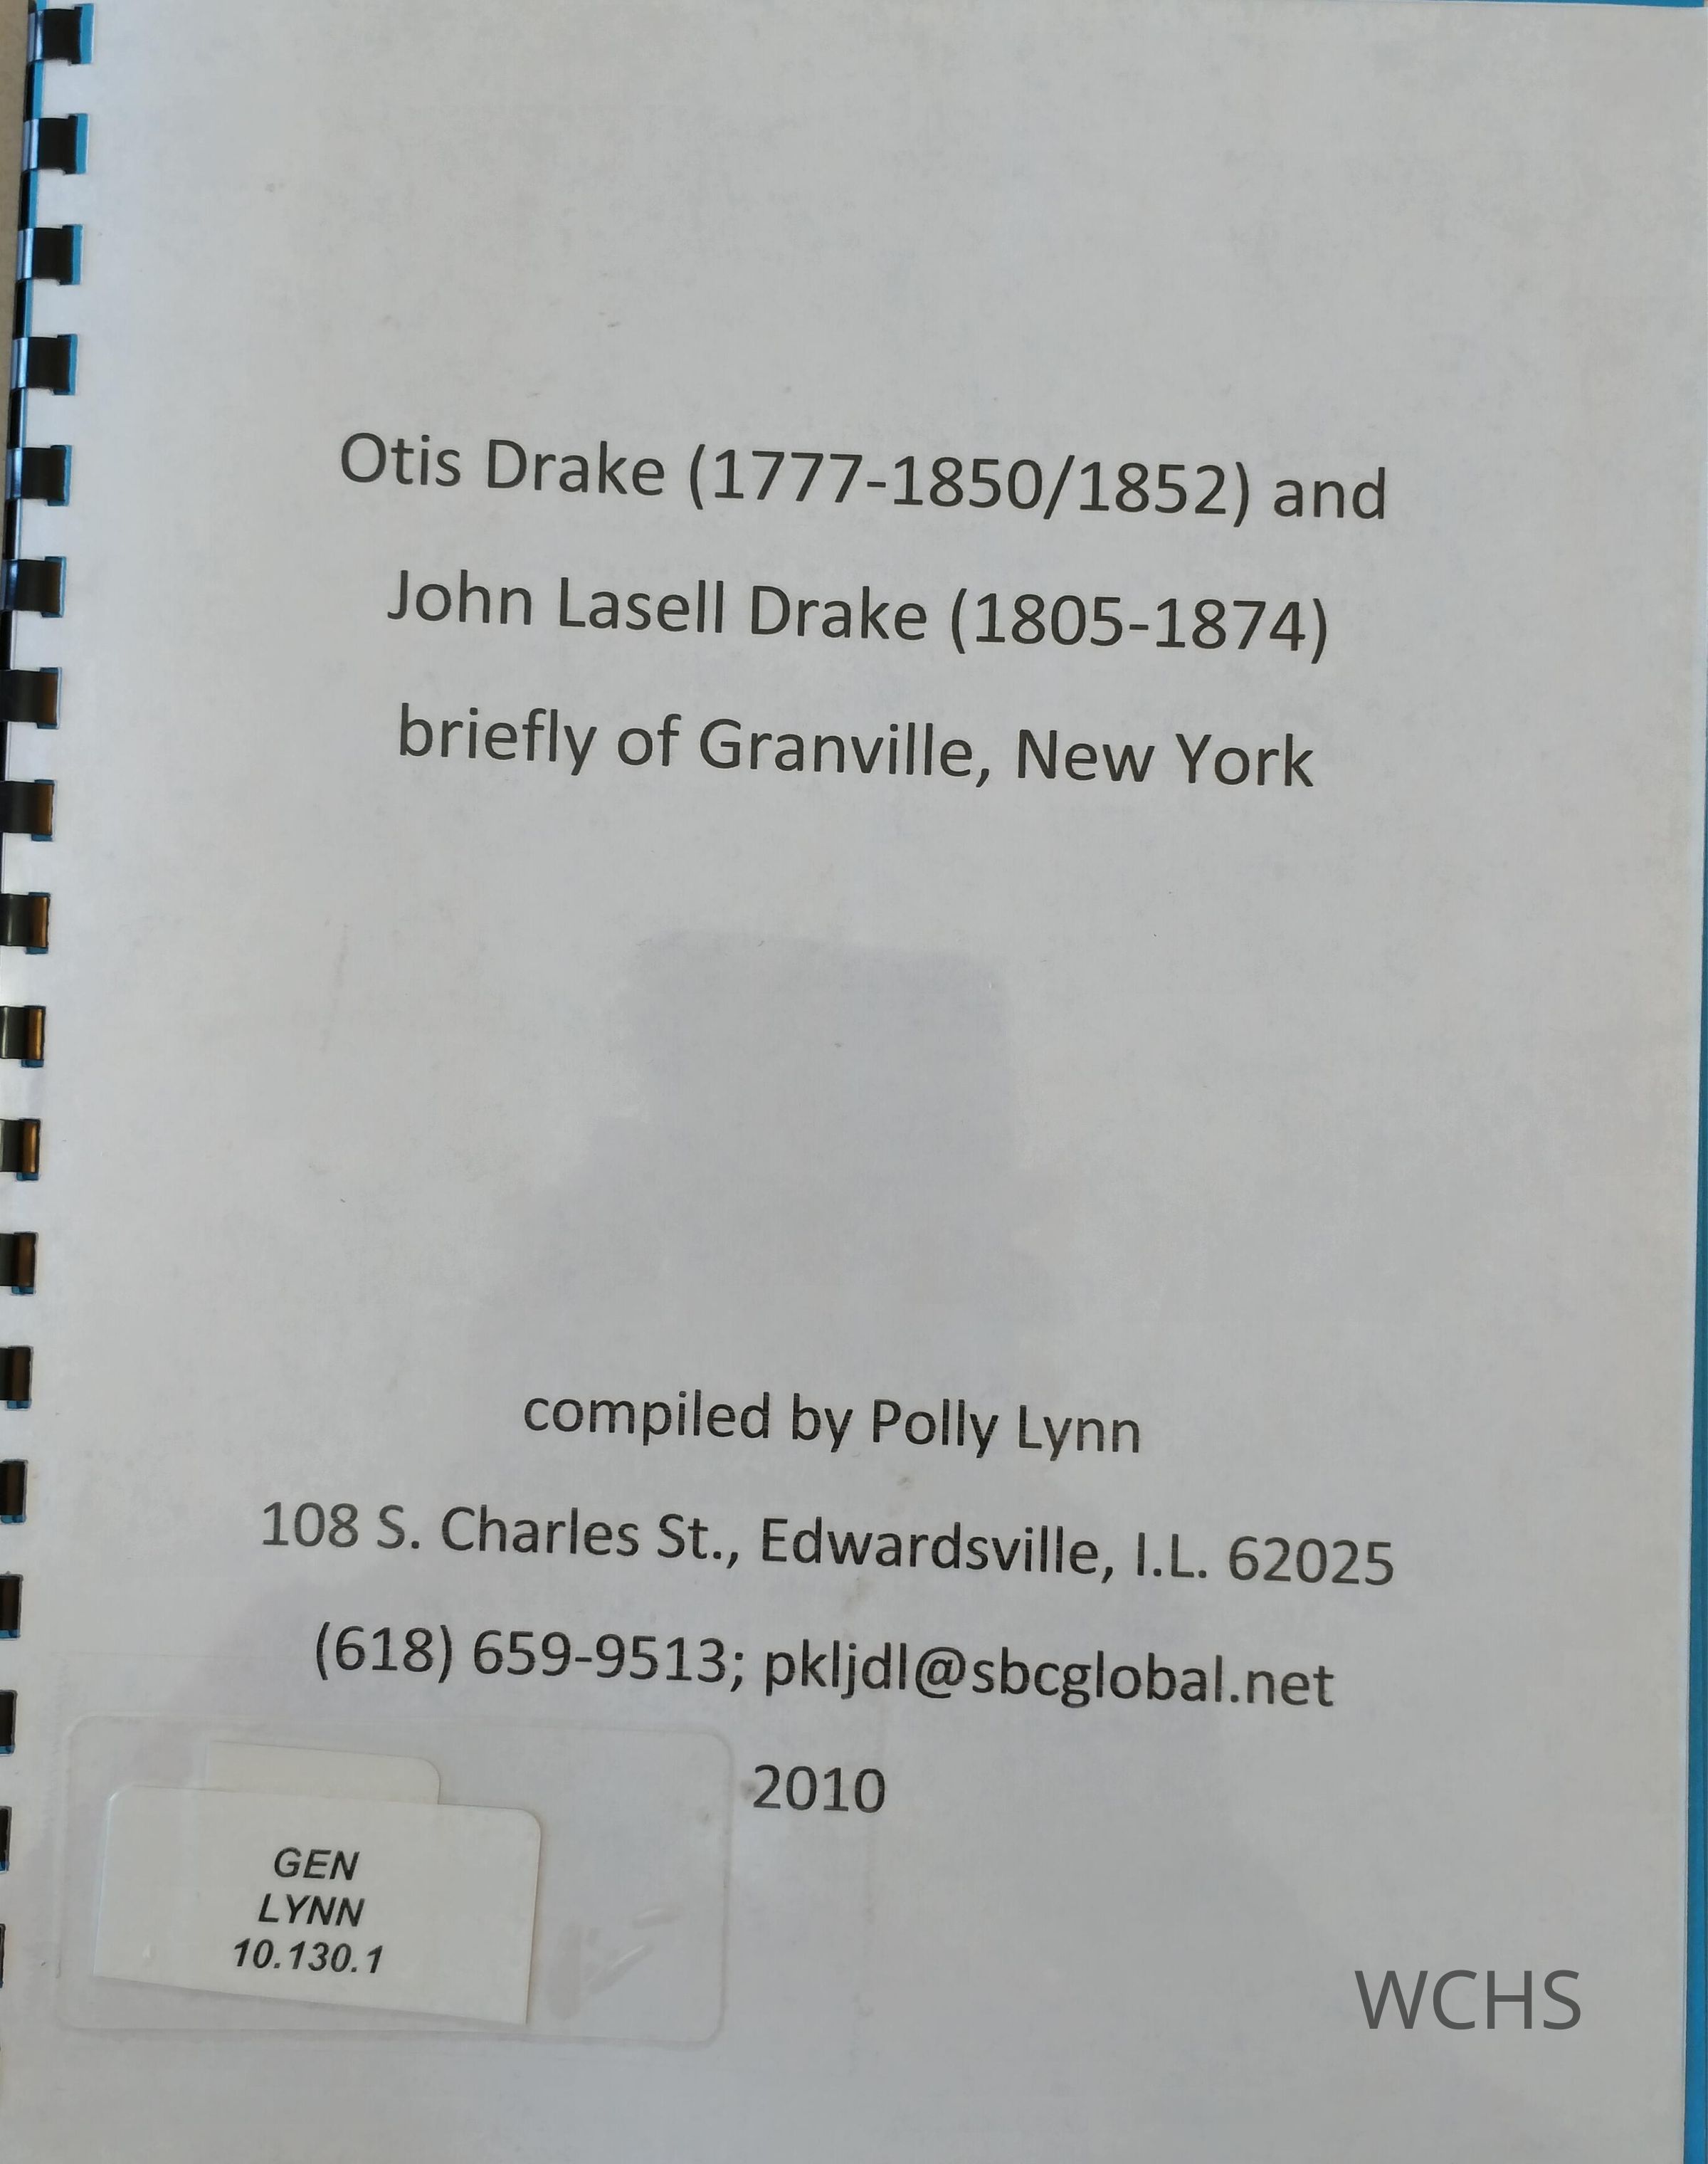 Otis Drake (1777-1850/1852) and
John Lasell Drake (1805-1874)
briefly of Granville, New York
compiled by Polly Lynn
108 S. Charles St., Edwardsville, I.L. 62025
(618) 659-9513; pkljdl@sbcglobal.net
2010
GEN
LYNN
10.130.1
WCHS